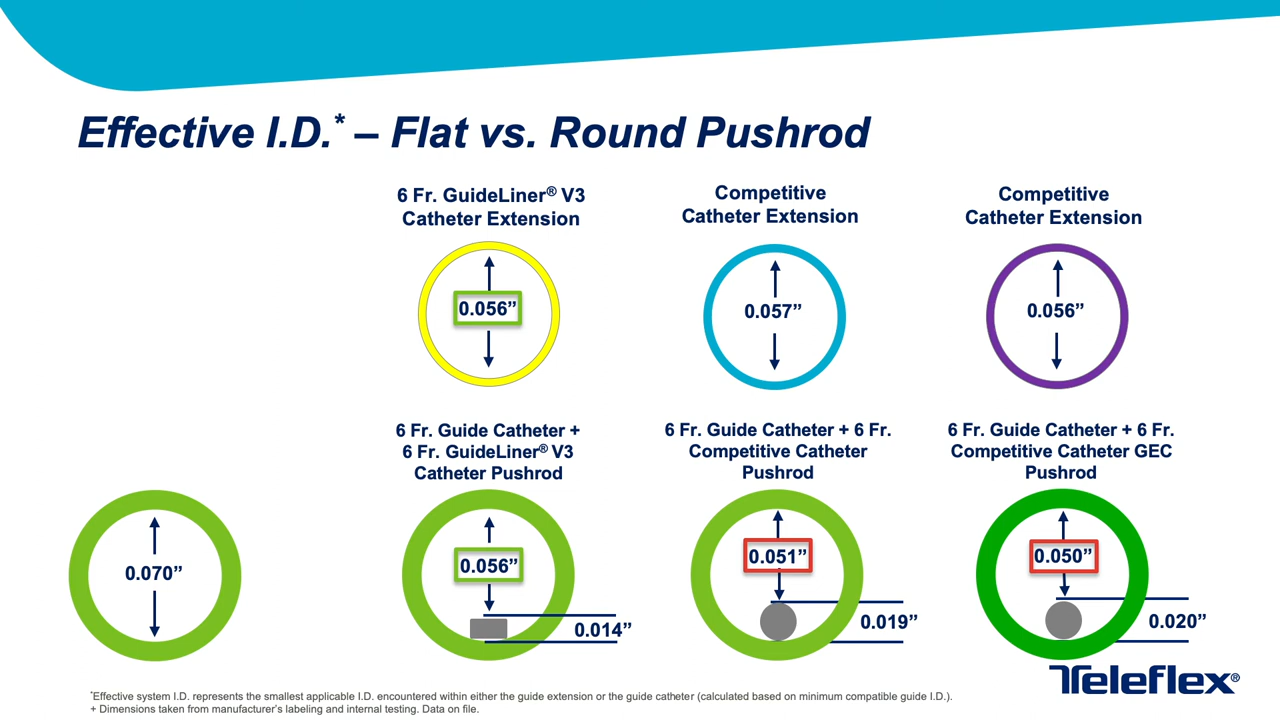 Effective I.D.* – Flat vs. Round Pushrod
6 Fr. GuideLiner® V3
Catheter Extension
Competitive
Catheter Extension
Competitive
Catheter Extension
0.056”
0.057”
0.056”
6 Fr. Guide Catheter +
6 Fr. GuideLiner® V3
Catheter Pushrod
6 Fr. Guide Catheter + 6 Fr.
Competitive Catheter
Pushrod
6 Fr. Guide Catheter + 6 Fr.
Competitive Catheter GEC
Pushrod
0.070”
0.056”
0.014”
0.051”
0.019”
0.050”
0.020”
Teleflex®
*Effective system I.D. represents the smallest applicable I.D. encountered within either the guide extension or the guide catheter (calculated based on minimum compatible guide I.D.).
+ Dimensions taken from manufacturer’s labeling and internal testing. Data on file.